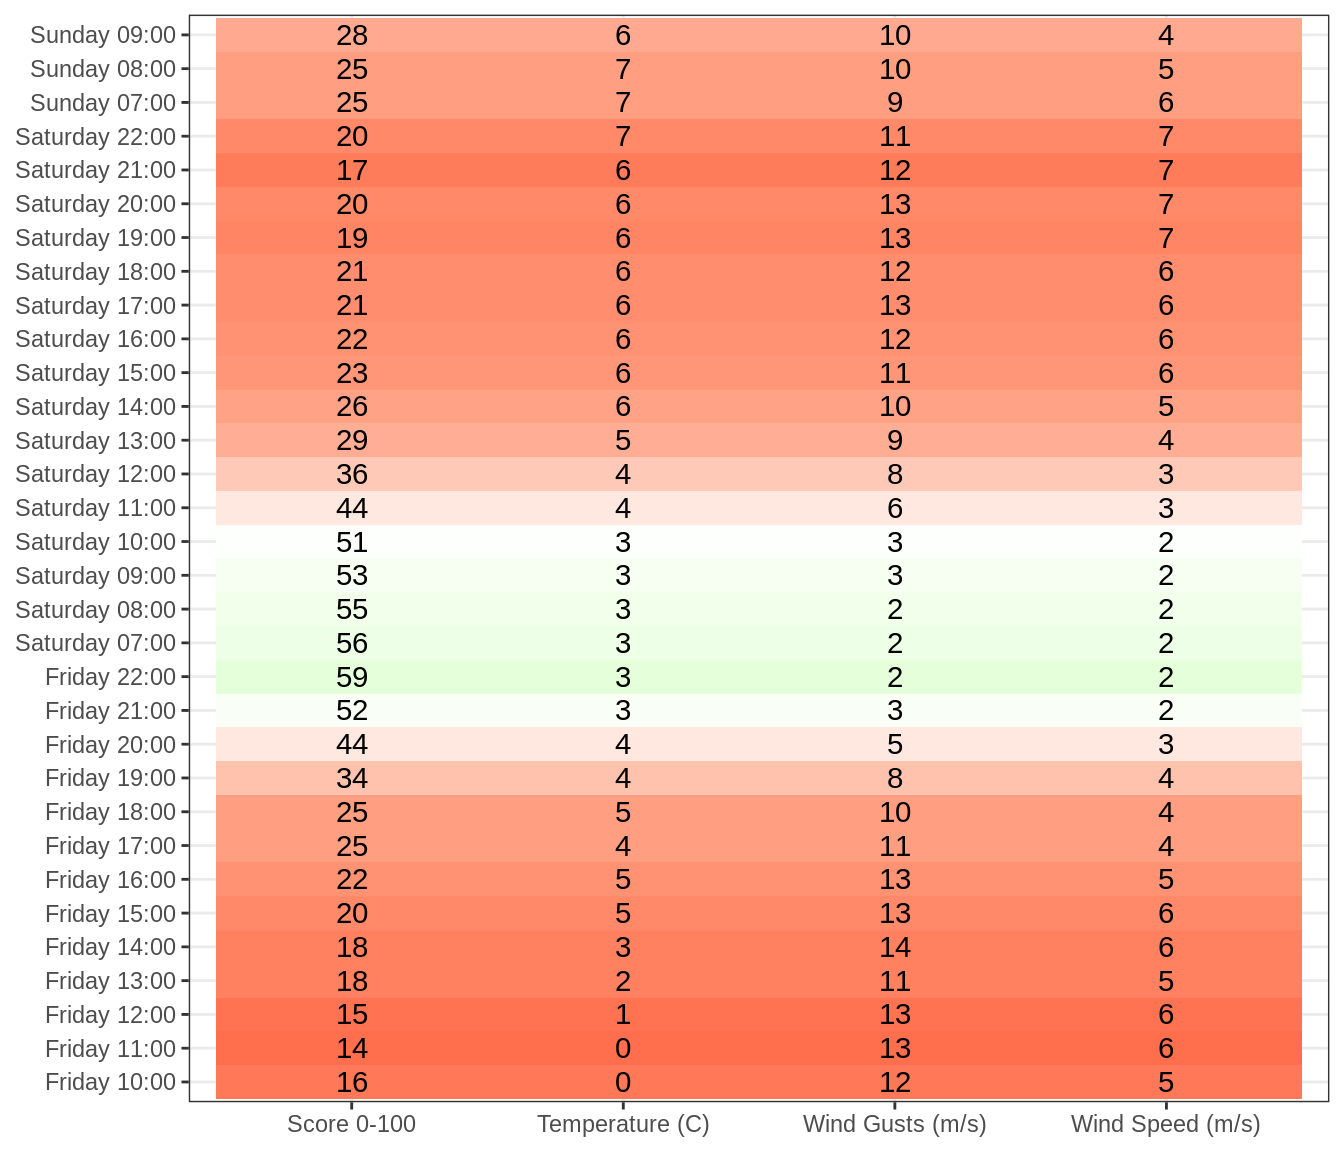 Sunday 09:00 28 6 10 4
Sunday 08:00 25 7 10 5
Sunday 07:00 25 7 9 6
Saturday 22:00 20 7 11 7
Saturday 21:00 17 6 12 7
Saturday 20:00 20 6 13 7
Saturday 19:00 19 6 13 7
Saturday 18:00 21 6 12 6
Saturday 17:00 21 6 13 6
Saturday 16:00 22 6 12 6
Saturday 15:00 23 6 11 6
Saturday 14:00 26 6 10 5
Saturday 13:00 29 5 9 4
Saturday 12:00 36 4 8 3
Saturday 11:00 44 4 6 3
Saturday 10:00 51 3 3 2
Saturday 09:00 53 3 3 2
Saturday 08:00 55 3 2 2
Saturday 07:00 56 3 2 2
Friday 22:00 59 3 2 2
Friday 21:00 52 3 3 2
Friday 20:00 44 4 5 3
Friday 19:00 34 4 8 4
Friday 18:00 25 5 10 4
Friday 17:00 25 4 11 4
Friday 16:00 22 5 13 5
Friday 15:00 20 5 13 6
Friday 14:00 18 3 14 6
Friday 13:00 18 2 11 5
Friday 12:00 15 1 13 6
Friday 11:00 14 0 13 6
Friday 10:00 16 0 12 5
Score 0-100 Temperature (C) Wind Gusts (m/s) Wind Speed (m/s)